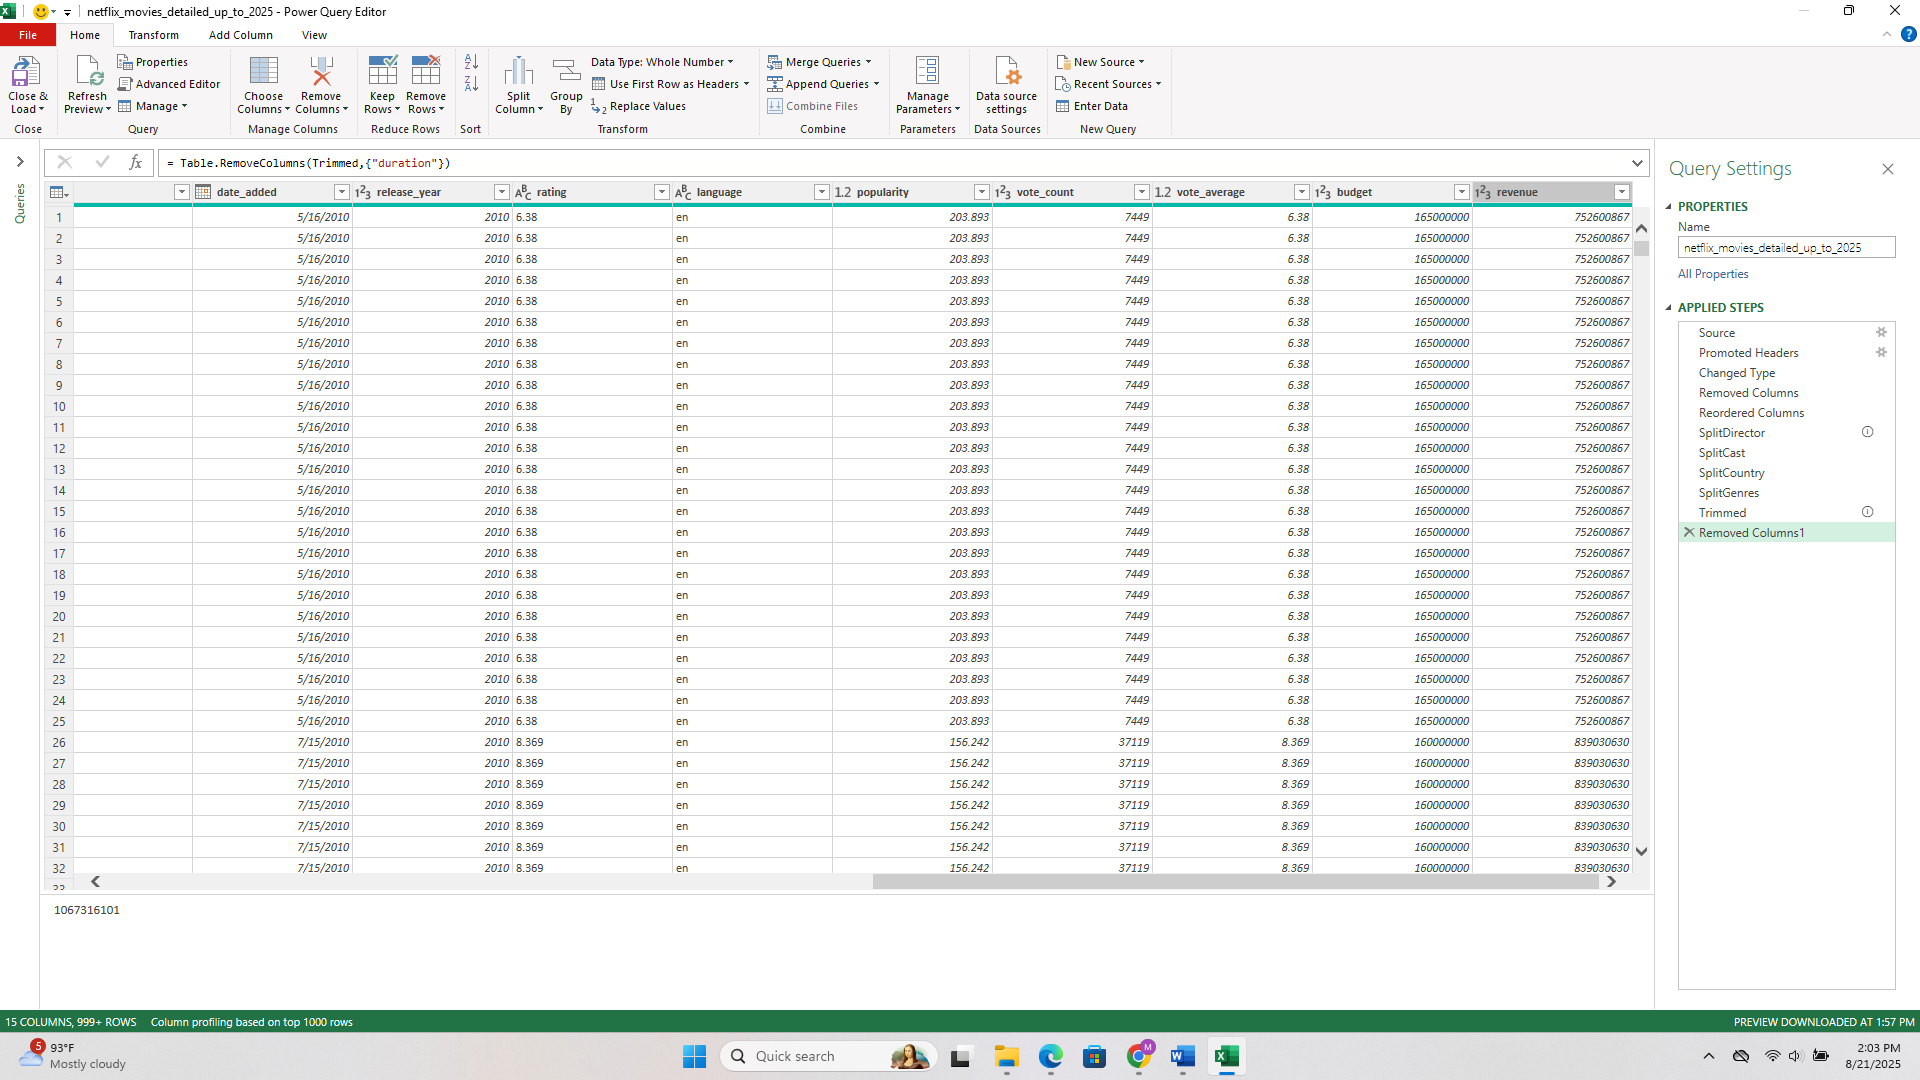 netflix_movies_detailed_up_to_2025 - Power Query Editor
File Home Transform Add Column View
Close & Load
Close
Refresh Preview
Properties
Advanced Editor
Manage
Query
Choose Columns
Remove Columns
Manage Columns
Keep Rows
Remove Rows
Reduce Rows
Sort
Split Column
Group By
Data Type: Whole Number
Use First Row as Headers
Replace Values
Transform
Merge Queries
Append Queries
Combine Files
Combine
Manage Parameters
Parameters
Data source settings
Data Sources
New Source
Recent Sources
Enter Data
New Query
Queries
fx = Table.RemoveColumns(Trimmed,{"duration"})
date_added release_year rating language popularity vote_count vote_average budget revenue
1 5/16/2010 2010 6.38 en 203.893 7449 6.38 165000000 752600867
2 5/16/2010 2010 6.38 en 203.893 7449 6.38 165000000 752600867
3 5/16/2010 2010 6.38 en 203.893 7449 6.38 165000000 752600867
4 5/16/2010 2010 6.38 en 203.893 7449 6.38 165000000 752600867
5 5/16/2010 2010 6.38 en 203.893 7449 6.38 165000000 752600867
6 5/16/2010 2010 6.38 en 203.893 7449 6.38 165000000 752600867
7 5/16/2010 2010 6.38 en 203.893 7449 6.38 165000000 752600867
8 5/16/2010 2010 6.38 en 203.893 7449 6.38 165000000 752600867
9 5/16/2010 2010 6.38 en 203.893 7449 6.38 165000000 752600867
10 5/16/2010 2010 6.38 en 203.893 7449 6.38 165000000 752600867
11 5/16/2010 2010 6.38 en 203.893 7449 6.38 165000000 752600867
12 5/16/2010 2010 6.38 en 203.893 7449 6.38 165000000 752600867
13 5/16/2010 2010 6.38 en 203.893 7449 6.38 165000000 752600867
14 5/16/2010 2010 6.38 en 203.893 7449 6.38 165000000 752600867
15 5/16/2010 2010 6.38 en 203.893 7449 6.38 165000000 752600867
16 5/16/2010 2010 6.38 en 203.893 7449 6.38 165000000 752600867
17 5/16/2010 2010 6.38 en 203.893 7449 6.38 165000000 752600867
18 5/16/2010 2010 6.38 en 203.893 7449 6.38 165000000 752600867
19 5/16/2010 2010 6.38 en 203.893 7449 6.38 165000000 752600867
20 5/16/2010 2010 6.38 en 203.893 7449 6.38 165000000 752600867
21 5/16/2010 2010 6.38 en 203.893 7449 6.38 165000000 752600867
22 5/16/2010 2010 6.38 en 203.893 7449 6.38 165000000 752600867
23 5/16/2010 2010 6.38 en 203.893 7449 6.38 165000000 752600867
24 5/16/2010 2010 6.38 en 203.893 7449 6.38 165000000 752600867
25 5/16/2010 2010 6.38 en 203.893 7449 6.38 165000000 752600867
26 7/15/2010 2010 8.369 en 156.242 37119 8.369 160000000 839030630
27 7/15/2010 2010 8.369 en 156.242 37119 8.369 160000000 839030630
28 7/15/2010 2010 8.369 en 156.242 37119 8.369 160000000 839030630
29 7/15/2010 2010 8.369 en 156.242 37119 8.369 160000000 839030630
30 7/15/2010 2010 8.369 en 156.242 37119 8.369 160000000 839030630
31 7/15/2010 2010 8.369 en 156.242 37119 8.369 160000000 839030630
32 7/15/2010 2010 8.369 en 156.242 37119 8.369 160000000 839030630
33
1067316101
Query Settings
PROPERTIES
Name
netflix_movies_detailed_up_to_2025
All Properties
APPLIED STEPS
Source
Promoted Headers
Changed Type
Removed Columns
Reordered Columns
SplitDirector
SplitCast
SplitCountry
SplitGenres
Trimmed
Removed Columns1
15 COLUMNS, 999+ ROWS Column profiling based on top 1000 rows PREVIEW DOWNLOADED AT 1:57 PM
5 93°F
Mostly cloudy
Quick search
M
2:03 PM
8/21/2025